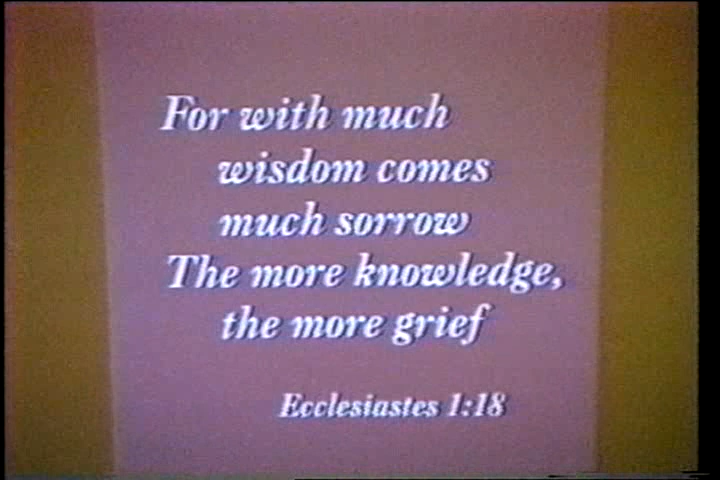 For with much
wisdom comes
much sorrow
The more knowledge,
the more grief
Ecclesiastes 1:18